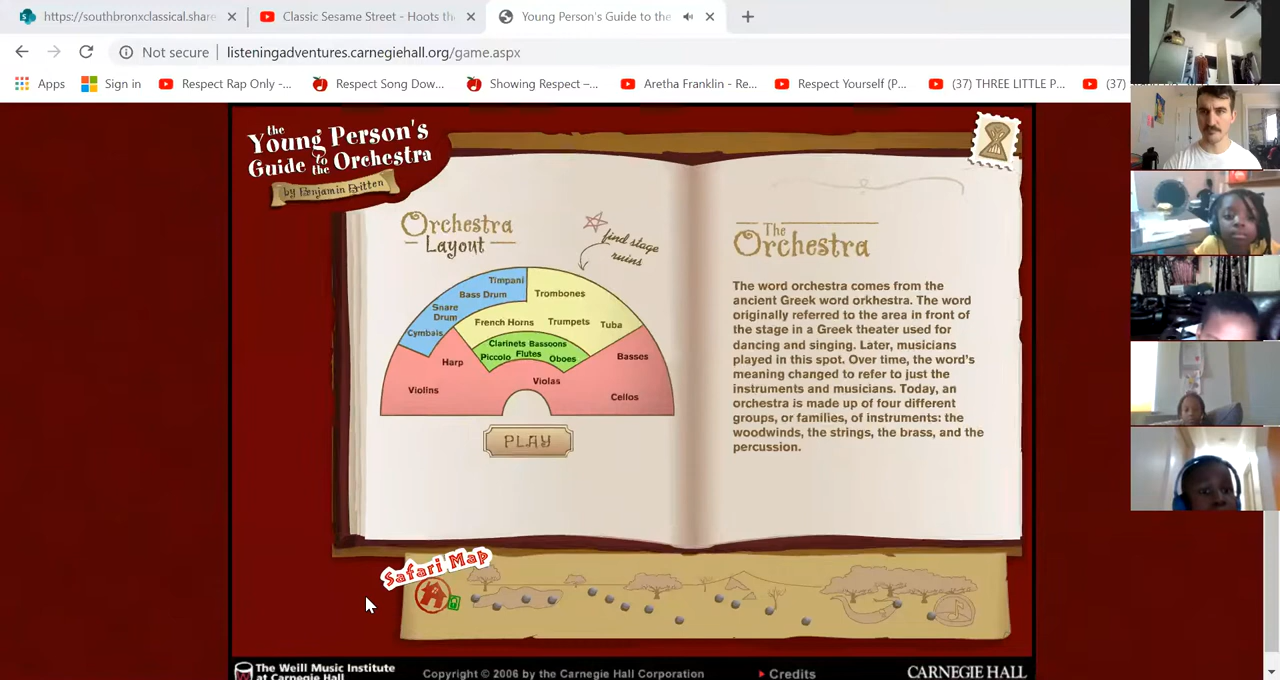 https://southbronxclassical.share
Classic Sesame Street - Hoots the
Young Person's Guide to the
Not secure
listeningadventures.carnegiehall.org/game.aspx
Apps
Sign in
Respect Rap Only -...
Respect Song Dow...
Showing Respect –...
Aretha Franklin - Re...
Respect Yourself (P...
(37) THREE LITTLE P...
(37)
the
Young Person's
Guide to the Orchestra
by Benjamin Britten
Orchestra
Layout
find stage
ruins
Timpani
Bass Drum
Snare
Drum
Cymbals
Trombones
French Horns
Trumpets
Tuba
Clarinets Bassoons
Piccolo Flutes Oboes
Harp
Violins
Violas
Basses
Cellos
PLAY
The
Orchestra
The word orchestra comes from the
ancient Greek word orkhestra. The word
originally referred to the area in front of
the stage in a Greek theater used for
dancing and singing. Later, musicians
played in this spot. Over time, the word's
meaning changed to refer to just the
instruments and musicians. Today, an
orchestra is made up of four different
groups, or families, of instruments: the
woodwinds, the strings, the brass, and the
percussion.
Safari Map
The Weill Music Institute
at Carnegie Hall
Copyright © 2006 by the Carnegie Hall Corporation
Credits
CARNEGIE HALL